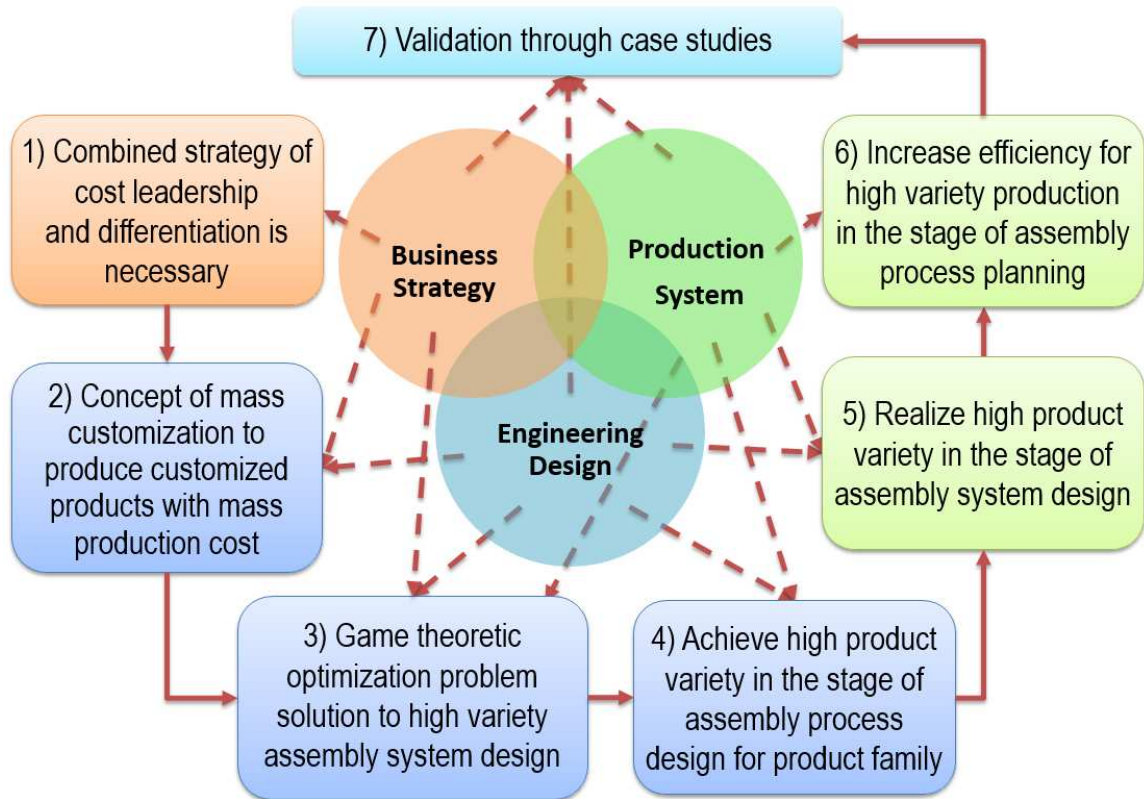 7) Validation through case studies
1) Combined strategy of
cost leadership
and differentiation is
necessary
6) Increase efficiency for
high variety production
in the stage of assembly
process planning
Business
Strategy
Production
System
2) Concept of mass
customization to
produce customized
products with mass
production cost
Engineering
Design
5) Realize high product
variety in the stage of
assembly system design
3) Game theoretic
optimization problem
solution to high variety
assembly system design
4) Achieve high product
variety in the stage of
assembly process
design for product family